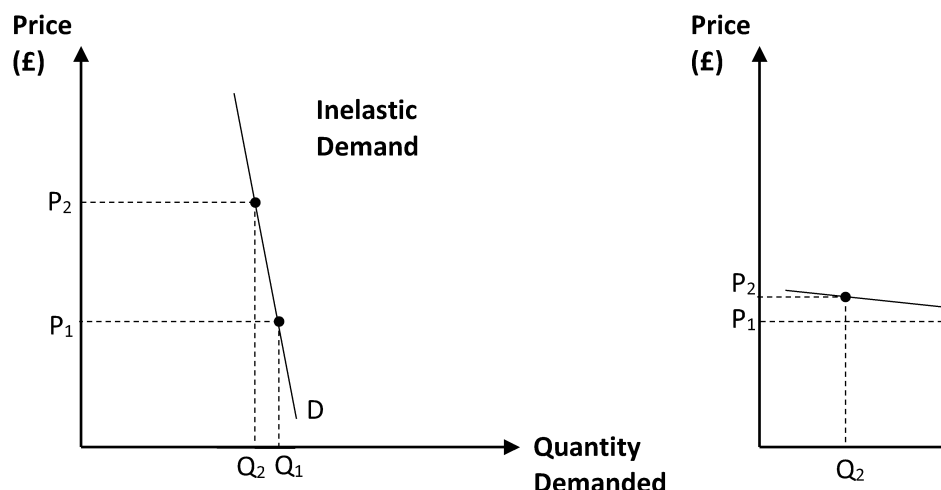 Price
(£)
Inelastic
Demand
P₂
P₁
D
Q₂ Q₁
Quantity
Demanded
Price
(£)
P₂
P₁
Q₂